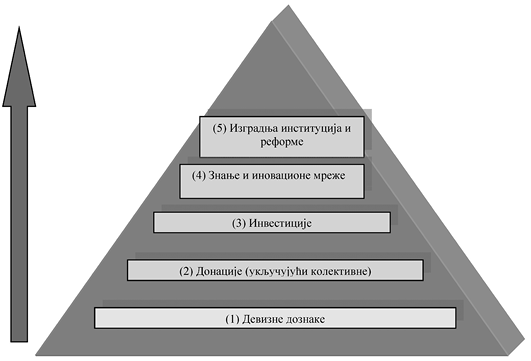 (5) Изградња институција и
реформе
(4) Знање и иновационе мреже
(3) Инвестиције
(2) Донације (укључујући колективне)
(1) Девизне дознаке